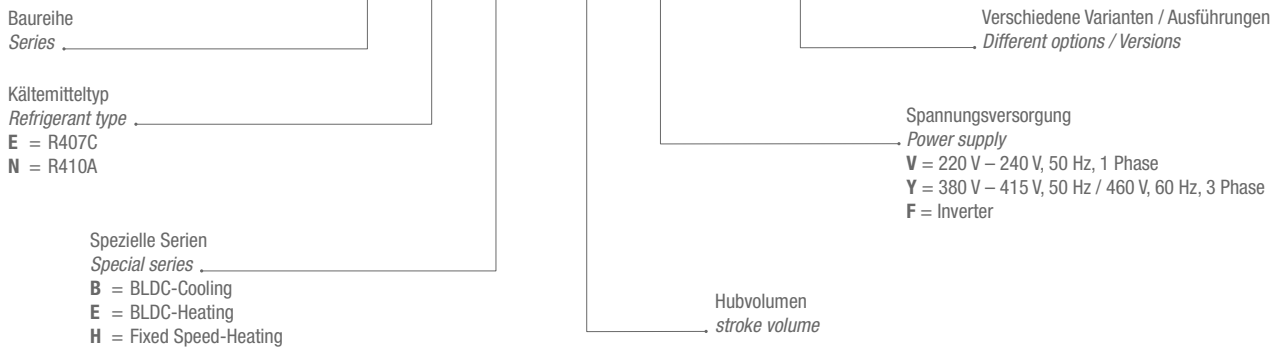 Baureihe
Series
Kältemitteltyp
Refrigerant type
E = R407C
N = R410A
Spezielle Serien
Special series
B = BLDC-Cooling
E = BLDC-Heating
H = Fixed Speed-Heating
Hubvolumen
stroke volume
Spannungsversorgung
Power supply
V = 220 V – 240 V, 50 Hz, 1 Phase
Y = 380 V – 415 V, 50 Hz / 460 V, 60 Hz, 3 Phase
F = Inverter
Verschiedene Varianten / Ausführungen
Different options / Versions